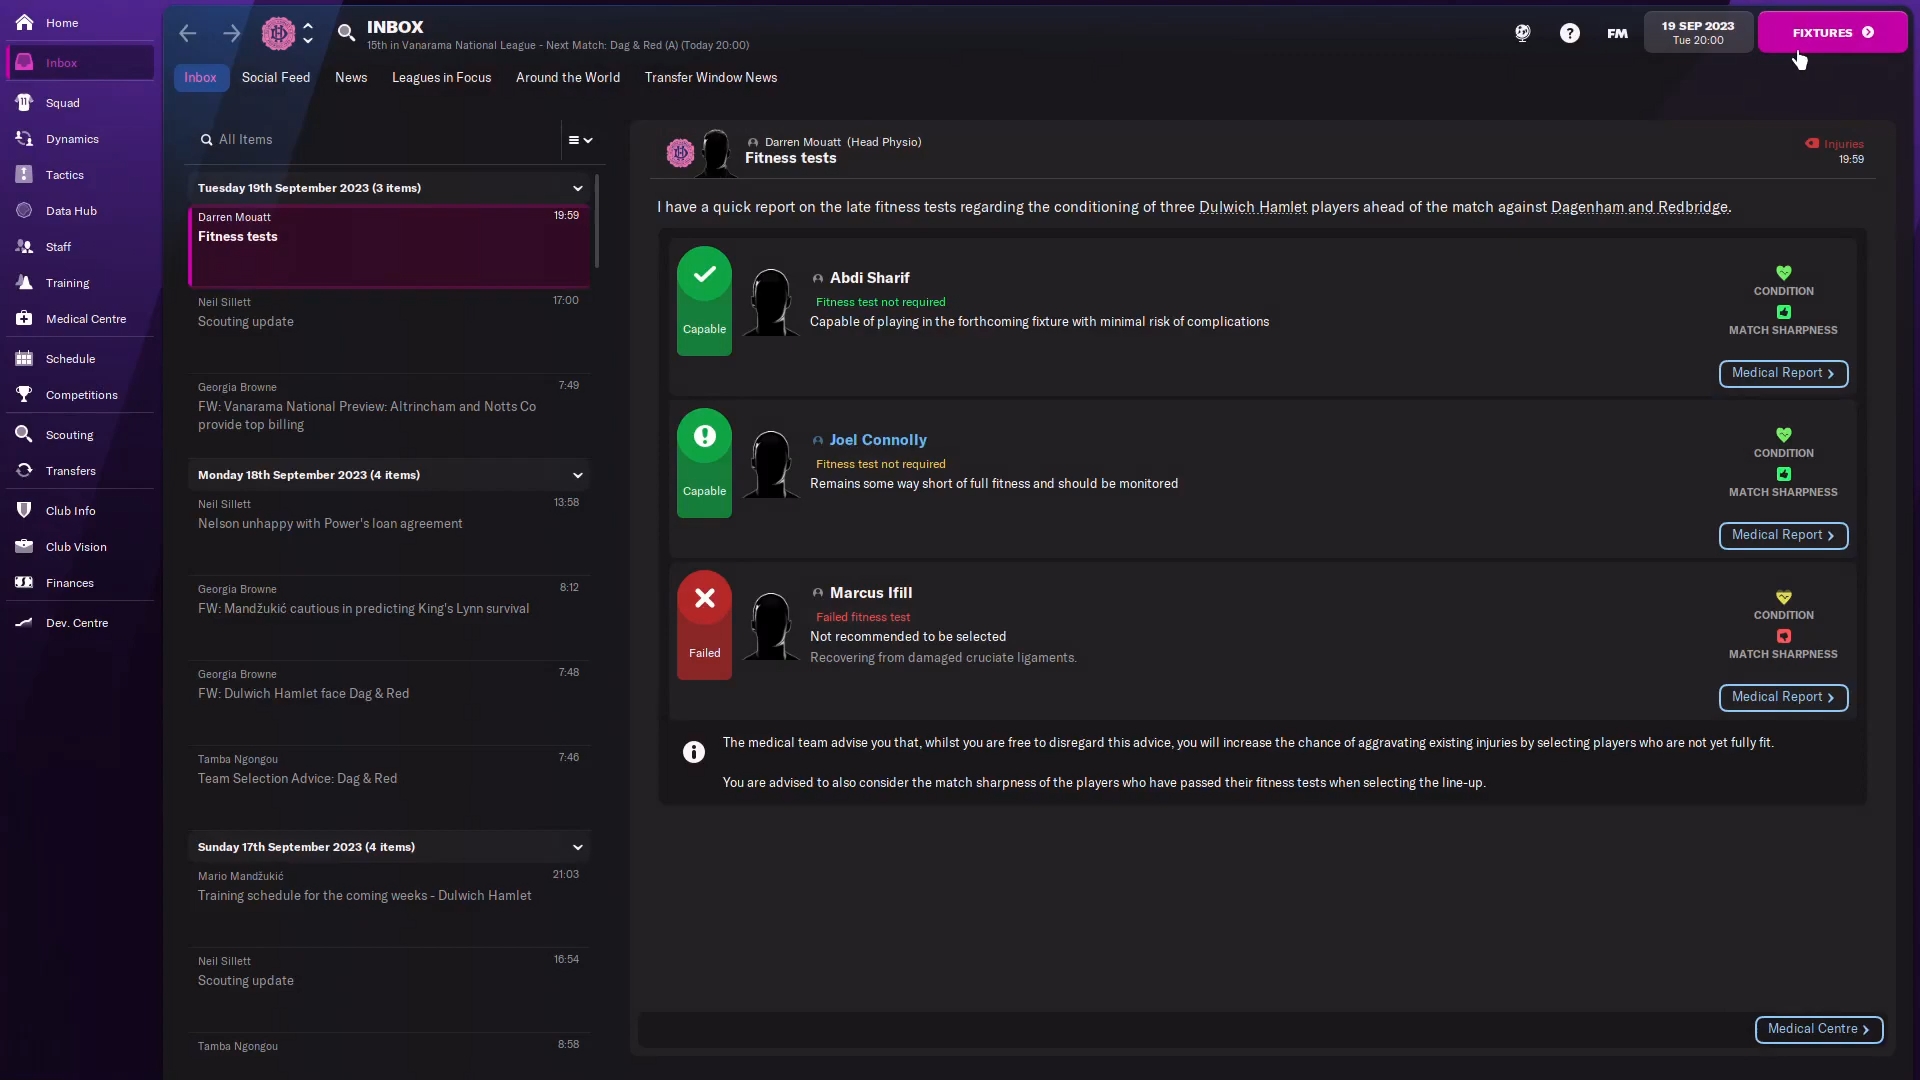 Home
Inbox
Squad
Dynamics
Tactics
Data Hub
Staff
Training
Medical Centre
Schedule
Competitions
Scouting
Transfers
Club Info
Club Vision
Finances
Dev. Centre
INBOX
15th in Vanarama National League - Next Match: Dag & Red (A) (Today 20:00)
FM
19 SEP 2023
Tue 20:00
FIXTURES
Inbox
Social Feed
News
Leagues in Focus
Around the World
Transfer Window News
All Items
Tuesday 19th September 2023 (3 items)
Darren Mouatt
19:59
Fitness tests
Neil Sillett
17:00
Scouting update
Georgia Browne
7:49
FW: Vanarama National Preview: Altrincham and Notts Co
provide top billing
Monday 18th September 2023 (4 items)
Neil Sillett
13:58
Nelson unhappy with Power's loan agreement
Georgia Browne
8:12
FW: Mandžukić cautious in predicting King's Lynn survival
Georgia Browne
7:48
FW: Dulwich Hamlet face Dag & Red
Tamba Ngongou
7:46
Team Selection Advice: Dag & Red
Sunday 17th September 2023 (4 items)
Mario Mandžukić
21:03
Training schedule for the coming weeks - Dulwich Hamlet
Neil Sillett
16:54
Scouting update
Tamba Ngongou
8:58
Darren Mouatt (Head Physio)
Fitness tests
Injuries
19:59
I have a quick report on the late fitness tests regarding the conditioning of three Dulwich Hamlet players ahead of the match against Dagenham and Redbridge.
Capable
Abdi Sharif
Fitness test not required
Capable of playing in the forthcoming fixture with minimal risk of complications
CONDITION
MATCH SHARPNESS
Medical Report
Capable
Joel Connolly
Fitness test not required
Remains some way short of full fitness and should be monitored
CONDITION
MATCH SHARPNESS
Medical Report
Failed
Marcus Ifill
Failed fitness test
Not recommended to be selected
Recovering from damaged cruciate ligaments.
CONDITION
MATCH SHARPNESS
Medical Report
The medical team advise you that, whilst you are free to disregard this advice, you will increase the chance of aggravating existing injuries by selecting players who are not yet fully fit.
You are advised to also consider the match sharpness of the players who have passed their fitness tests when selecting the line-up.
Medical Centre